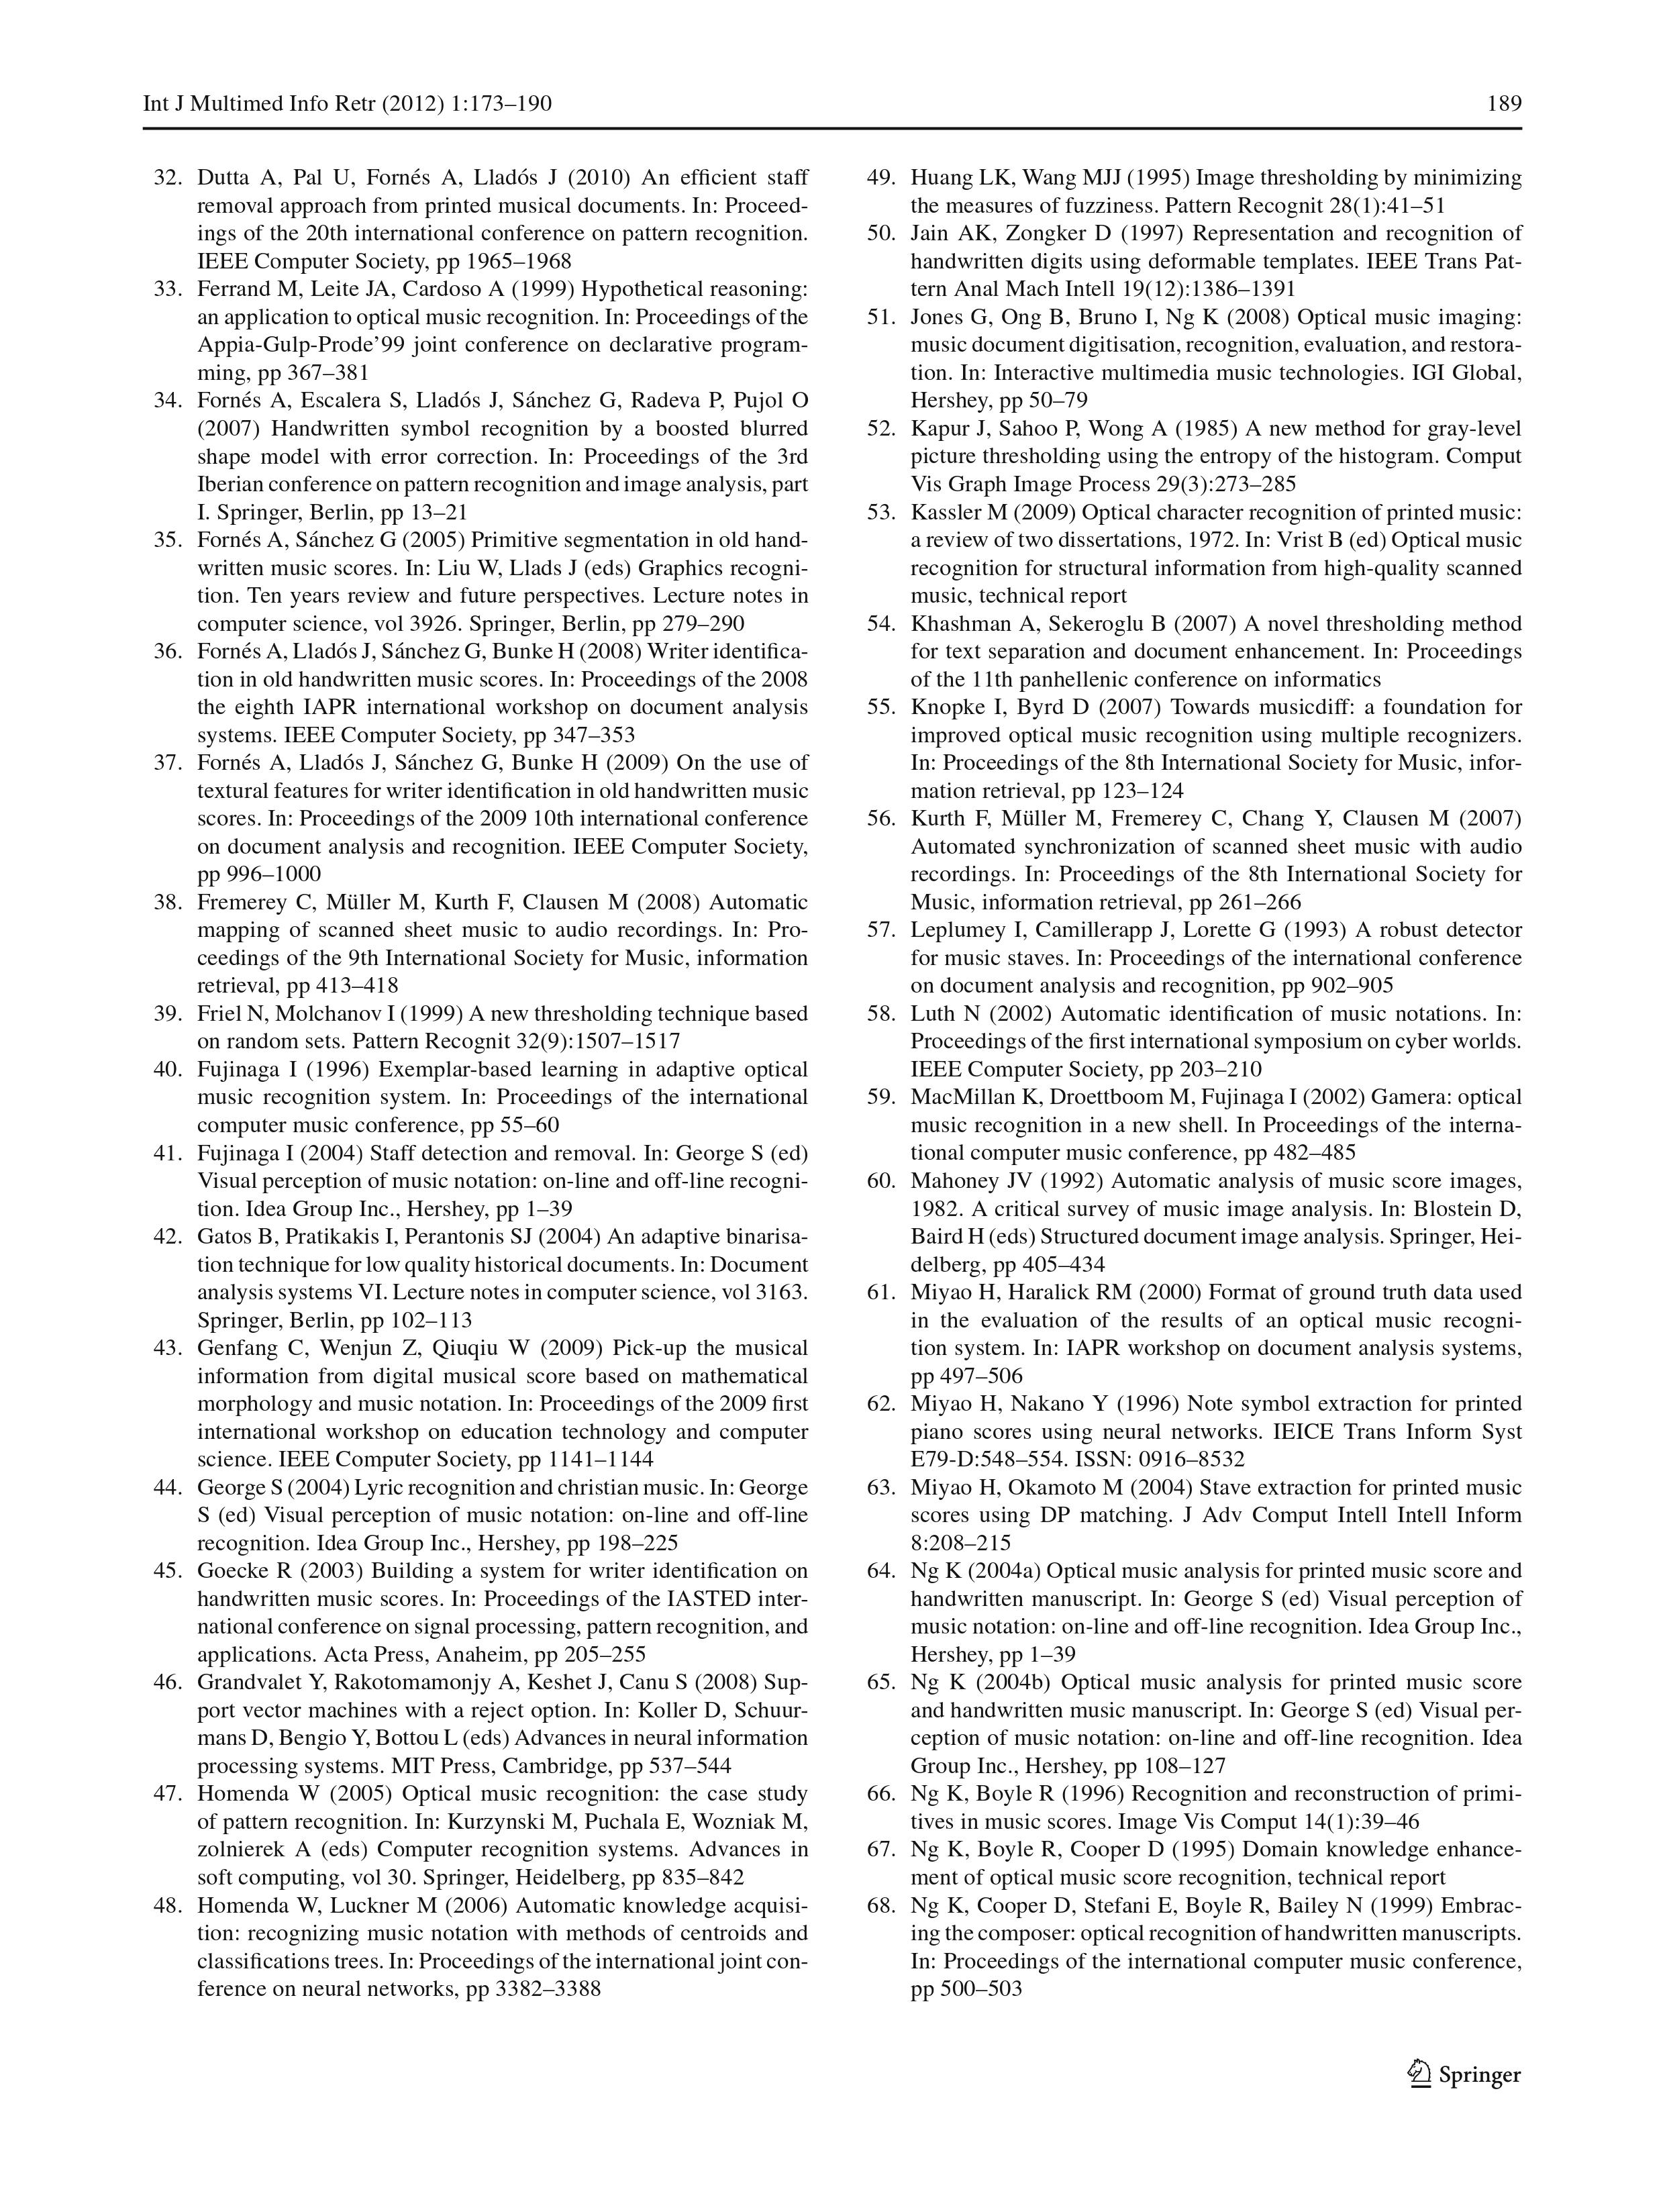 Int J Multimed Info Retr (2012) 1:173–190
189
32. Dutta A, Pal U, Fornés A, Lladós J (2010) An efficient staff
removal approach from printed musical documents. In: Proceed-
ings of the 20th international conference on pattern recognition.
IEEE Computer Society, pp 1965–1968
33. Ferrand M, Leite JA, Cardoso A (1999) Hypothetical reasoning:
an application to optical music recognition. In: Proceedings of the
Appia-Gulp-Prode’99 joint conference on declarative program-
ming, pp 367–381
34. Fornés A, Escalera S, Lladós J, Sánchez G, Radeva P, Pujol O
(2007) Handwritten symbol recognition by a boosted blurred
shape model with error correction. In: Proceedings of the 3rd
Iberian conference on pattern recognition and image analysis, part
I. Springer, Berlin, pp 13–21
35. Fornés A, Sánchez G (2005) Primitive segmentation in old hand-
written music scores. In: Liu W, Llads J (eds) Graphics recogni-
tion. Ten years review and future perspectives. Lecture notes in
computer science, vol 3926. Springer, Berlin, pp 279–290
36. Fornés A, Lladós J, Sánchez G, Bunke H (2008) Writer identifica-
tion in old handwritten music scores. In: Proceedings of the 2008
the eighth IAPR international workshop on document analysis
systems. IEEE Computer Society, pp 347–353
37. Fornés A, Lladós J, Sánchez G, Bunke H (2009) On the use of
textural features for writer identification in old handwritten music
scores. In: Proceedings of the 2009 10th international conference
on document analysis and recognition. IEEE Computer Society,
pp 996–1000
38. Fremerey C, Müller M, Kurth F, Clausen M (2008) Automatic
mapping of scanned sheet music to audio recordings. In: Pro-
ceedings of the 9th International Society for Music, information
retrieval, pp 413–418
39. Friel N, Molchanov I (1999) A new thresholding technique based
on random sets. Pattern Recognit 32(9):1507–1517
40. Fujinaga I (1996) Exemplar-based learning in adaptive optical
music recognition system. In: Proceedings of the international
computer music conference, pp 55–60
41. Fujinaga I (2004) Staff detection and removal. In: George S (ed)
Visual perception of music notation: on-line and off-line recogni-
tion. Idea Group Inc., Hershey, pp 1–39
42. Gatos B, Pratikakis I, Perantonis SJ (2004) An adaptive binarisa-
tion technique for low quality historical documents. In: Document
analysis systems VI. Lecture notes in computer science, vol 3163.
Springer, Berlin, pp 102–113
43. Genfang C, Wenjun Z, Qiuqiu W (2009) Pick-up the musical
information from digital musical score based on mathematical
morphology and music notation. In: Proceedings of the 2009 first
international workshop on education technology and computer
science. IEEE Computer Society, pp 1141–1144
44. George S (2004) Lyric recognition and christian music. In: George
S (ed) Visual perception of music notation: on-line and off-line
recognition. Idea Group Inc., Hershey, pp 198–225
45. Goecke R (2003) Building a system for writer identification on
handwritten music scores. In: Proceedings of the IASTED inter-
national conference on signal processing, pattern recognition, and
applications. Acta Press, Anaheim, pp 205–255
46. Grandvalet Y, Rakotomamonjy A, Keshet J, Canu S (2008) Sup-
port vector machines with a reject option. In: Koller D, Schuur-
mans D, Bengio Y, Bottou L (eds) Advances in neural information
processing systems. MIT Press, Cambridge, pp 537–544
47. Homenda W (2005) Optical music recognition: the case study
of pattern recognition. In: Kurzynski M, Puchala E, Wozniak M,
zolnierek A (eds) Computer recognition systems. Advances in
soft computing, vol 30. Springer, Heidelberg, pp 835–842
48. Homenda W, Luckner M (2006) Automatic knowledge acquisi-
tion: recognizing music notation with methods of centroids and
classifications trees. In: Proceedings of the international joint con-
ference on neural networks, pp 3382–3388
49. Huang LK, Wang MJJ (1995) Image thresholding by minimizing
the measures of fuzziness. Pattern Recognit 28(1):41–51
50. Jain AK, Zongker D (1997) Representation and recognition of
handwritten digits using deformable templates. IEEE Trans Pat-
tern Anal Mach Intell 19(12):1386–1391
51. Jones G, Ong B, Bruno I, Ng K (2008) Optical music imaging:
music document digitisation, recognition, evaluation, and restora-
tion. In: Interactive multimedia music technologies. IGI Global,
Hershey, pp 50–79
52. Kapur J, Sahoo P, Wong A (1985) A new method for gray-level
picture thresholding using the entropy of the histogram. Comput
Vis Graph Image Process 29(3):273–285
53. Kassler M (2009) Optical character recognition of printed music:
a review of two dissertations, 1972. In: Vrist B (ed) Optical music
recognition for structural information from high-quality scanned
music, technical report
54. Khashman A, Sekeroglu B (2007) A novel thresholding method
for text separation and document enhancement. In: Proceedings
of the 11th panhellenic conference on informatics
55. Knopke I, Byrd D (2007) Towards musicdiff: a foundation for
improved optical music recognition using multiple recognizers.
In: Proceedings of the 8th International Society for Music, infor-
mation retrieval, pp 123–124
56. Kurth F, Müller M, Fremerey C, Chang Y, Clausen M (2007)
Automated synchronization of scanned sheet music with audio
recordings. In: Proceedings of the 8th International Society for
Music, information retrieval, pp 261–266
57. Leplumey I, Camillerapp J, Lorette G (1993) A robust detector
for music staves. In: Proceedings of the international conference
on document analysis and recognition, pp 902–905
58. Luth N (2002) Automatic identification of music notations. In:
Proceedings of the first international symposium on cyber worlds.
IEEE Computer Society, pp 203–210
59. MacMillan K, Droettboom M, Fujinaga I (2002) Gamera: optical
music recognition in a new shell. In Proceedings of the interna-
tional computer music conference, pp 482–485
60. Mahoney JV (1992) Automatic analysis of music score images,
1982. A critical survey of music image analysis. In: Blostein D,
Baird H (eds) Structured document image analysis. Springer, Hei-
delberg, pp 405–434
61. Miyao H, Haralick RM (2000) Format of ground truth data used
in the evaluation of the results of an optical music recogni-
tion system. In: IAPR workshop on document analysis systems,
pp 497–506
62. Miyao H, Nakano Y (1996) Note symbol extraction for printed
piano scores using neural networks. IEICE Trans Inform Syst
E79-D:548–554. ISSN: 0916–8532
63. Miyao H, Okamoto M (2004) Stave extraction for printed music
scores using DP matching. J Adv Comput Intell Intell Inform
8:208–215
64. Ng K (2004a) Optical music analysis for printed music score and
handwritten manuscript. In: George S (ed) Visual perception of
music notation: on-line and off-line recognition. Idea Group Inc.,
Hershey, pp 1–39
65. Ng K (2004b) Optical music analysis for printed music score
and handwritten music manuscript. In: George S (ed) Visual per-
ception of music notation: on-line and off-line recognition. Idea
Group Inc., Hershey, pp 108–127
66. Ng K, Boyle R (1996) Recognition and reconstruction of primi-
tives in music scores. Image Vis Comput 14(1):39–46
67. Ng K, Boyle R, Cooper D (1995) Domain knowledge enhance-
ment of optical music score recognition, technical report
68. Ng K, Cooper D, Stefani E, Boyle R, Bailey N (1999) Embrac-
ing the composer: optical recognition of handwritten manuscripts.
In: Proceedings of the international computer music conference,
pp 500–503
Springer